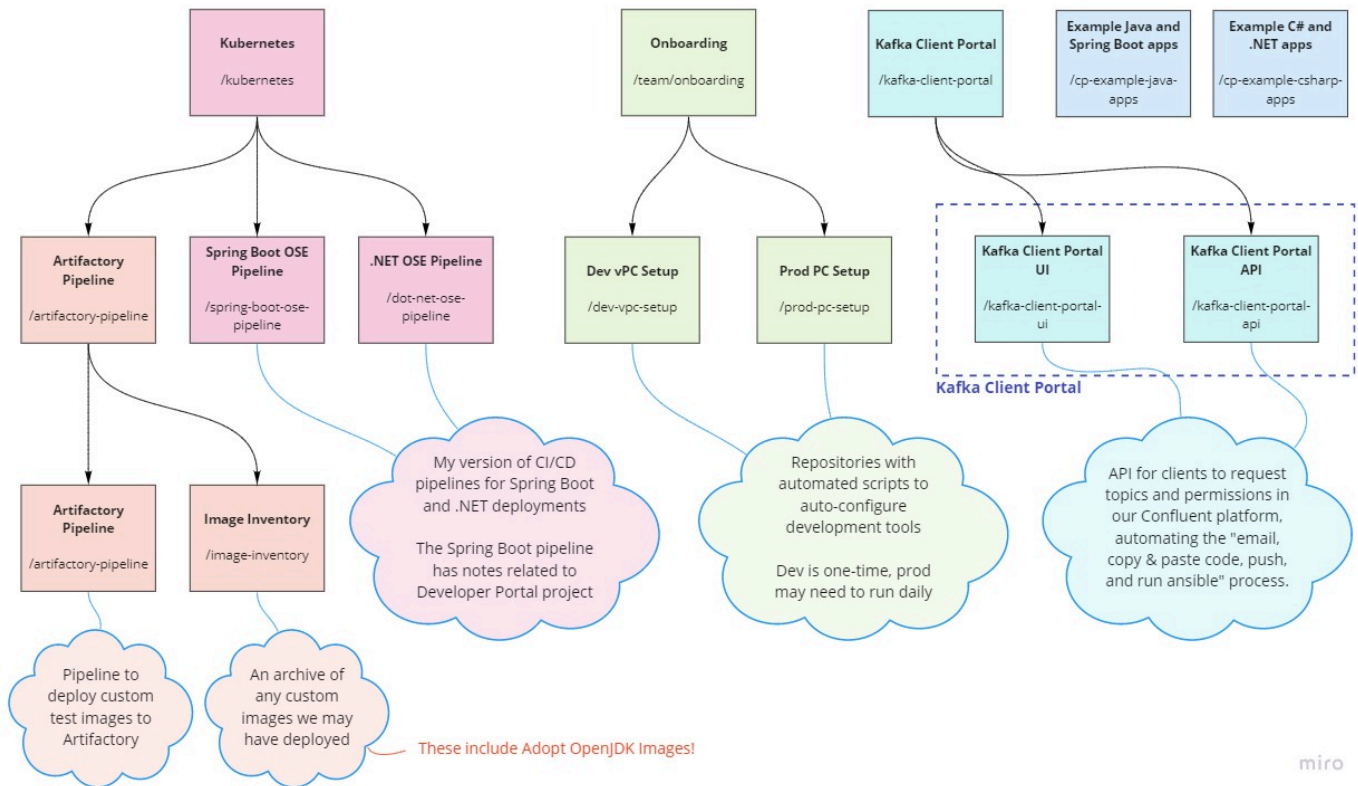 Kubernetes
/kubernetes
Onboarding
/team/onboarding
Kafka Client Portal
/kafka-client-portal
Example Java and
Spring Boot apps
/cp-example-java-
apps
Example C# and
.NET apps
/cp-example-csharp-
apps
Artifactory
Pipeline
/artifactory-pipeline
Spring Boot OSE
Pipeline
/spring-boot-ose-
pipeline
.NET OSE Pipeline
/dot-net-ose-
pipeline
Dev vPC Setup
/dev-vpc-setup
Prod PC Setup
/prod-pc-setup
Kafka Client Portal
UI
/kafka-client-portal-
ui
Kafka Client Portal
API
/kafka-client-portal-
api
Kafka Client Portal
Artifactory
Pipeline
/artifactory-pipeline
Image Inventory
/image-inventory
My version of CI/CD
pipelines for Spring Boot
and .NET deployments
The Spring Boot pipeline
has notes related to
Developer Portal project
Repositories with
automated scripts to
auto-configure
development tools
Dev is one-time, prod
may need to run daily
API for clients to request
topics and permissions in
our Confluent platform,
automating the "email,
copy & paste code, push,
and run ansible" process.
Pipeline to
deploy custom
test images to
Artifactory
An archive of
any custom
images we may
have deployed
These include Adopt OpenJDK Images!
miro